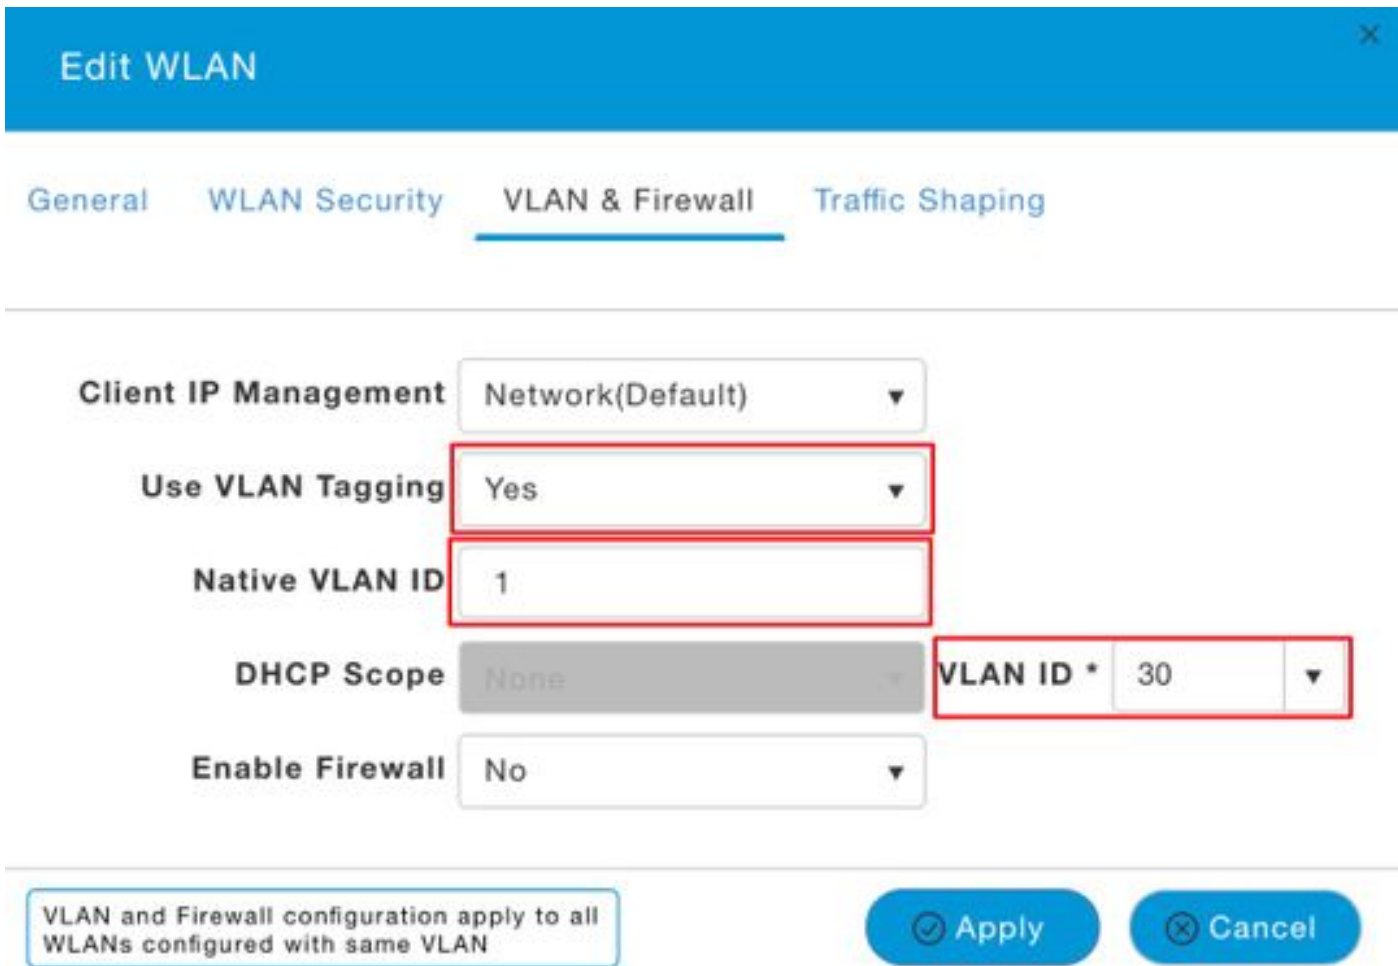 Edit WLAN
General WLAN Security VLAN & Firewall Traffic Shaping
Client IP Management Network(Default)
Use VLAN Tagging Yes
Native VLAN ID 1
DHCP Scope None VLAN ID * 30
Enable Firewall No
VLAN and Firewall configuration apply to all
WLANs configured with same VLAN
Apply Cancel